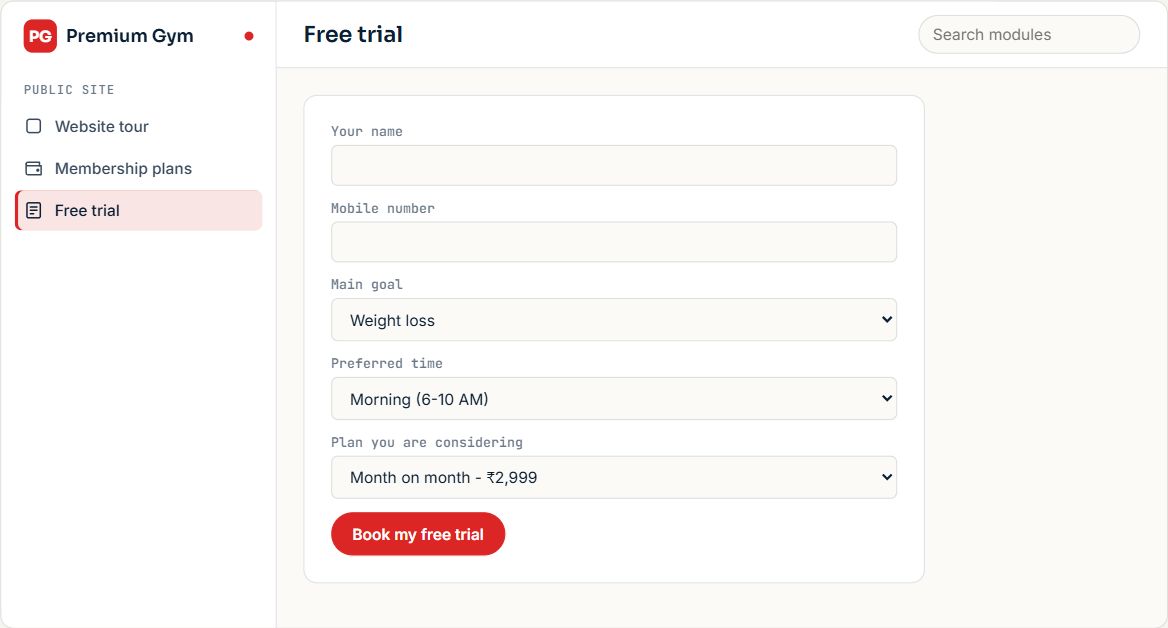 PG Premium Gym
PUBLIC SITE
Website tour
Membership plans
Free trial
Free trial
Search modules
Your name
Mobile number
Main goal
Weight loss
Preferred time
Morning (6-10 AM)
Plan you are considering
Month on month - ₹2,999
Book my free trial